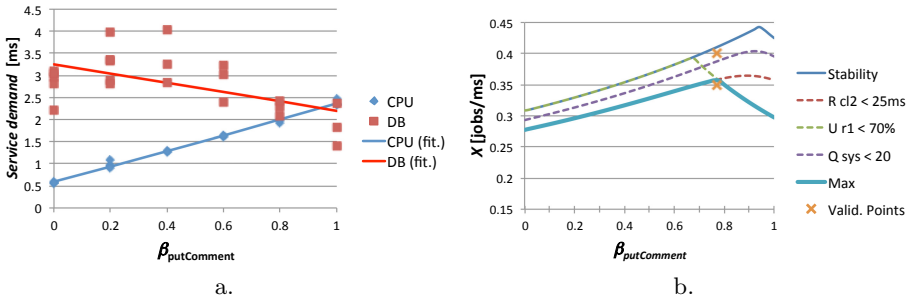 Service demand [ms]
4.5
4
3.5
3
2.5
2
1.5
1
0.5
0
0
0.2
0.4
0.6
0.8
1
βputComment
CPU
DB
CPU (fit.)
DB (fit.)
a.
X [jobs/ms]
0.45
0.40
0.35
0.30
0.25
0.20
0.15
0
0.2
0.4
0.6
0.8
1
βputComment
Stability
R cl2 < 25ms
U r1 < 70%
Q sys < 20
Max
Valid. Points
b.